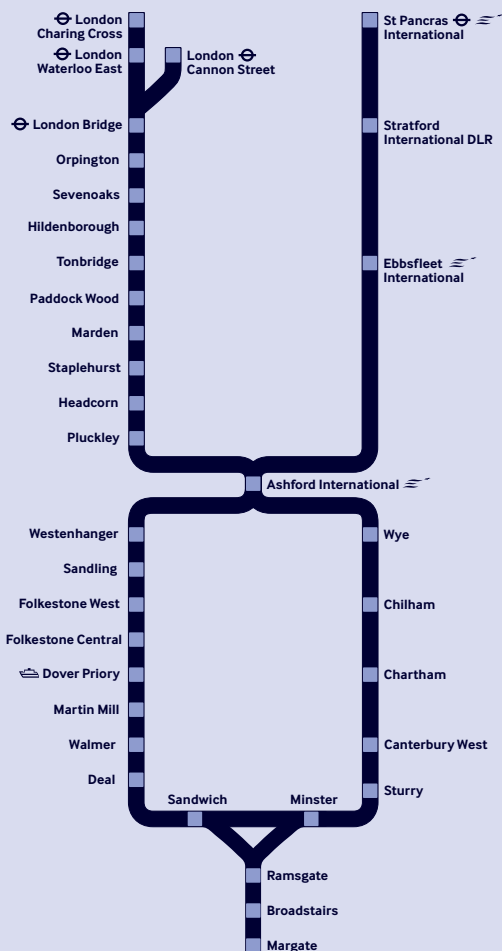 London
Charing Cross
London
Waterloo East
London
Cannon Street
London Bridge
Orpington
Sevenoaks
Hildenborough
Tonbridge
Paddock Wood
Marden
Staplehurst
Headcorn
Pluckley
St Pancras
International
Stratford
International DLR
Ebbsfleet
International
Ashford International
Westenhanger
Sandling
Folkestone West
Folkestone Central
Dover Priory
Martin Mill
Walmer
Deal
Wye
Chilham
Chartham
Canterbury West
Sturry
Sandwich
Minster
Ramsgate
Broadstairs
Margate